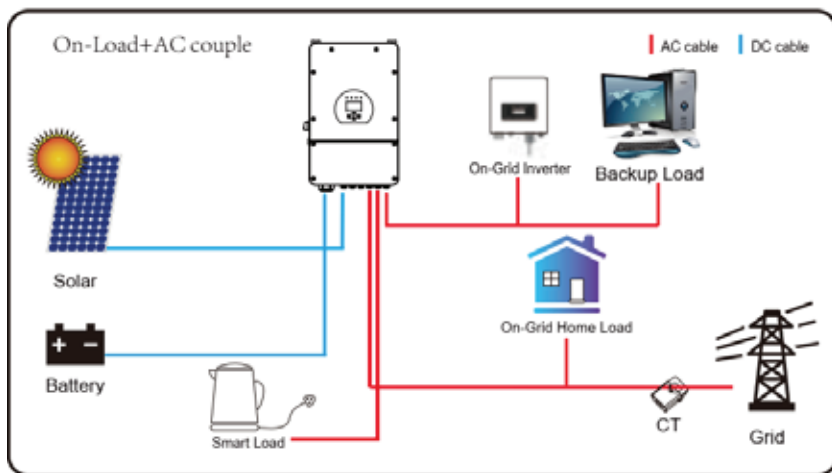 On-Load+AC couple
AC cable
DC cable
On-Grid Inverter
Backup Load
Solar
On-Grid Home Load
Battery
Smart Load
CT
Grid